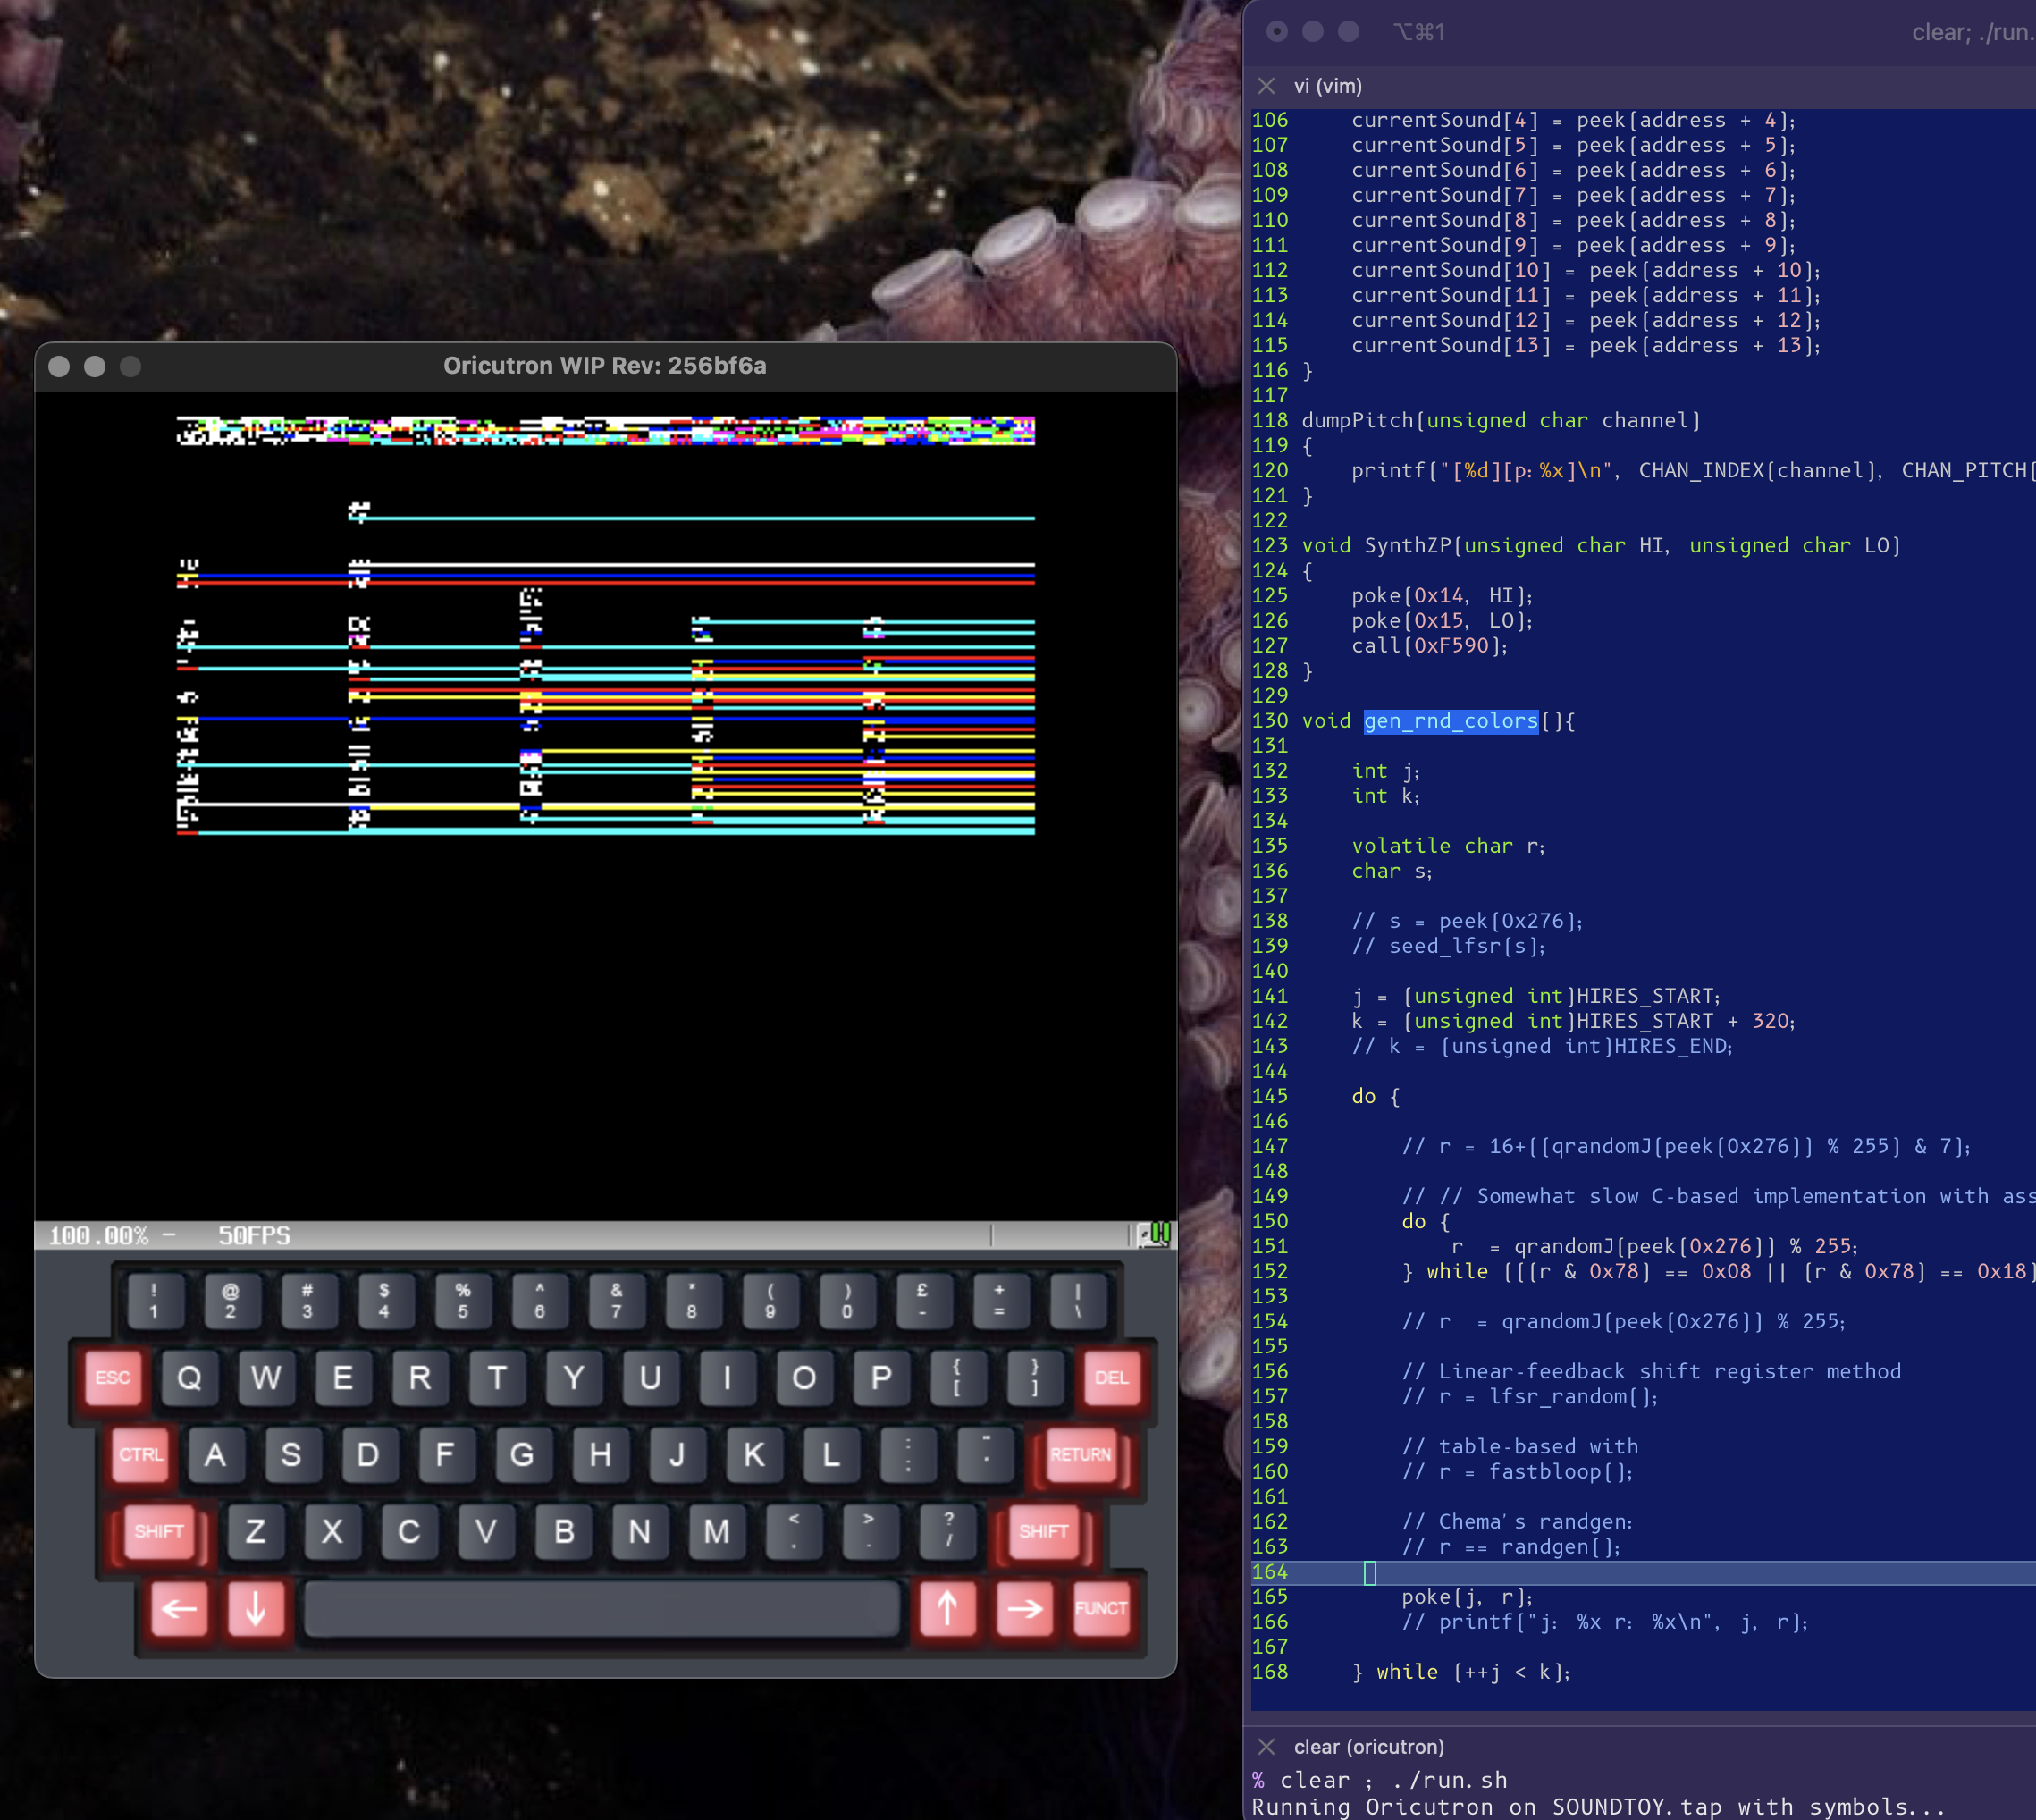 Oricutron WIP Rev: 256bf6a
100.00% - 50FPS
! @ # $ % ^ & * ( ) £ + |
1 2 3 4 5 6 7 8 9 0 - = \
ESC Q W E R T Y U I O P { [ } ] DEL
CTRL A S D F G H J K L : ; RETURN
SHIFT Z X C V B N M < , > . ? / SHIFT
← ↓ ↑ → FUNCT
⌥⌘1 clear; ./run.
vi (vim)
106 currentSound[4] = peek(address + 4);
107 currentSound[5] = peek(address + 5);
108 currentSound[6] = peek(address + 6);
109 currentSound[7] = peek(address + 7);
110 currentSound[8] = peek(address + 8);
111 currentSound[9] = peek(address + 9);
112 currentSound[10] = peek(address + 10);
113 currentSound[11] = peek(address + 11);
114 currentSound[12] = peek(address + 12);
115 currentSound[13] = peek(address + 13);
116 }
117
118 dumpPitch(unsigned char channel)
119 {
120 printf("[%d][p:%x]\n", CHAN_INDEX(channel), CHAN_PITCH(
121 }
122
123 void SynthZP(unsigned char HI, unsigned char LO)
124 {
125 poke(0x14, HI);
126 poke(0x15, LO);
127 call(0xF590);
128 }
129
130 void gen_rnd_colors(){
131
132 int j;
133 int k;
134
135 volatile char r;
136 char s;
137
138 // s = peek(0x276);
139 // seed_lfsr(s);
140
141 j = (unsigned int)HIRES_START;
142 k = (unsigned int)HIRES_START + 320;
143 // k = (unsigned int)HIRES_END;
144
145 do {
146
147 // r = 16+((qrandomJ(peek(0x276)) % 255) & 7);
148
149 // // Somewhat slow C-based implementation with ass
150 do {
151 r = qrandomJ(peek(0x276)) % 255;
152 } while (((r & 0x78) == 0x08 || (r & 0x78) == 0x18)
153
154 // r = qrandomJ(peek(0x276)) % 255;
155
156 // Linear-feedback shift register method
157 // r = lfsr_random();
158
159 // table-based with
160 // r = fastbloop();
161
162 // Chema's randgen:
163 // r == randgen();
164
165 poke(j, r);
166 // printf("j: %x r: %x\n", j, r);
167
168 } while (++j < k);
clear (oricutron)
% clear ; ./run.sh
Running Oricutron on SOUNDTOY.tap with symbols...